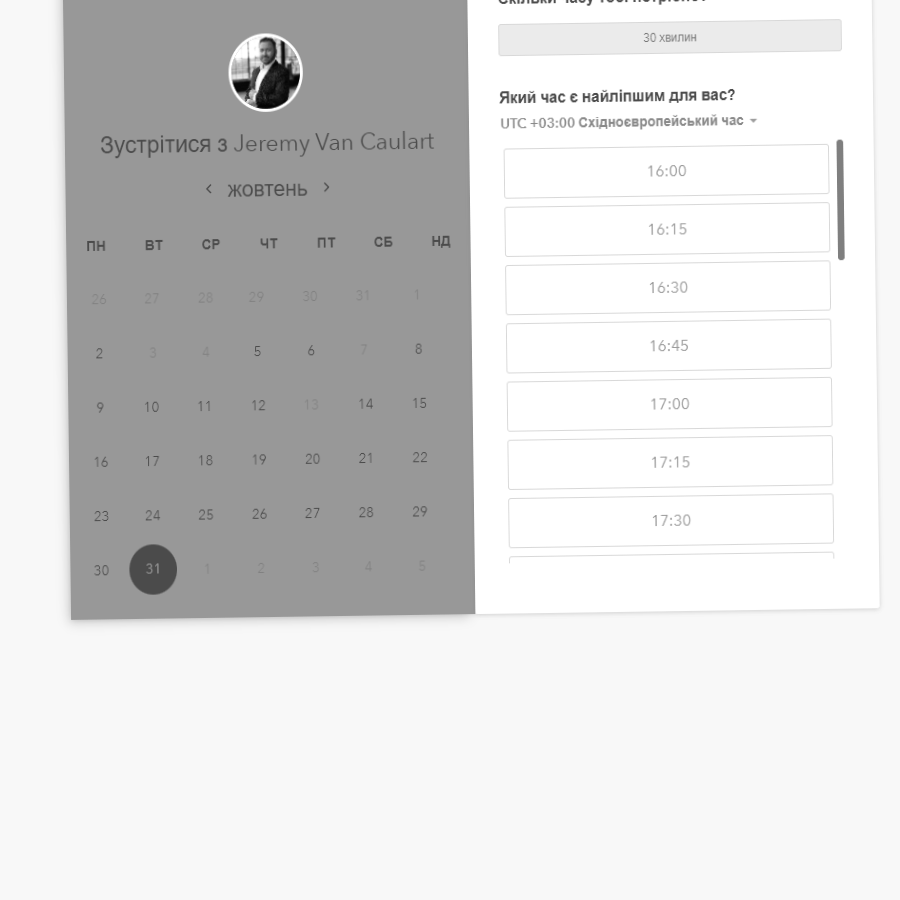 Зустрітися з Jeremy Van Caulart
жовтень
ПН ВТ СР ЧТ ПТ СБ НД
26 27 28 29 30 31 1
2 3 4 5 6 7 8
9 10 11 12 13 14 15
16 17 18 19 20 21 22
23 24 25 26 27 28 29
30 31 1 2 3 4 5
30 хвилин
Який час є найліпшим для вас?
UTC +03:00 Східноєвропейський час
16:00
16:15
16:30
16:45
17:00
17:15
17:30